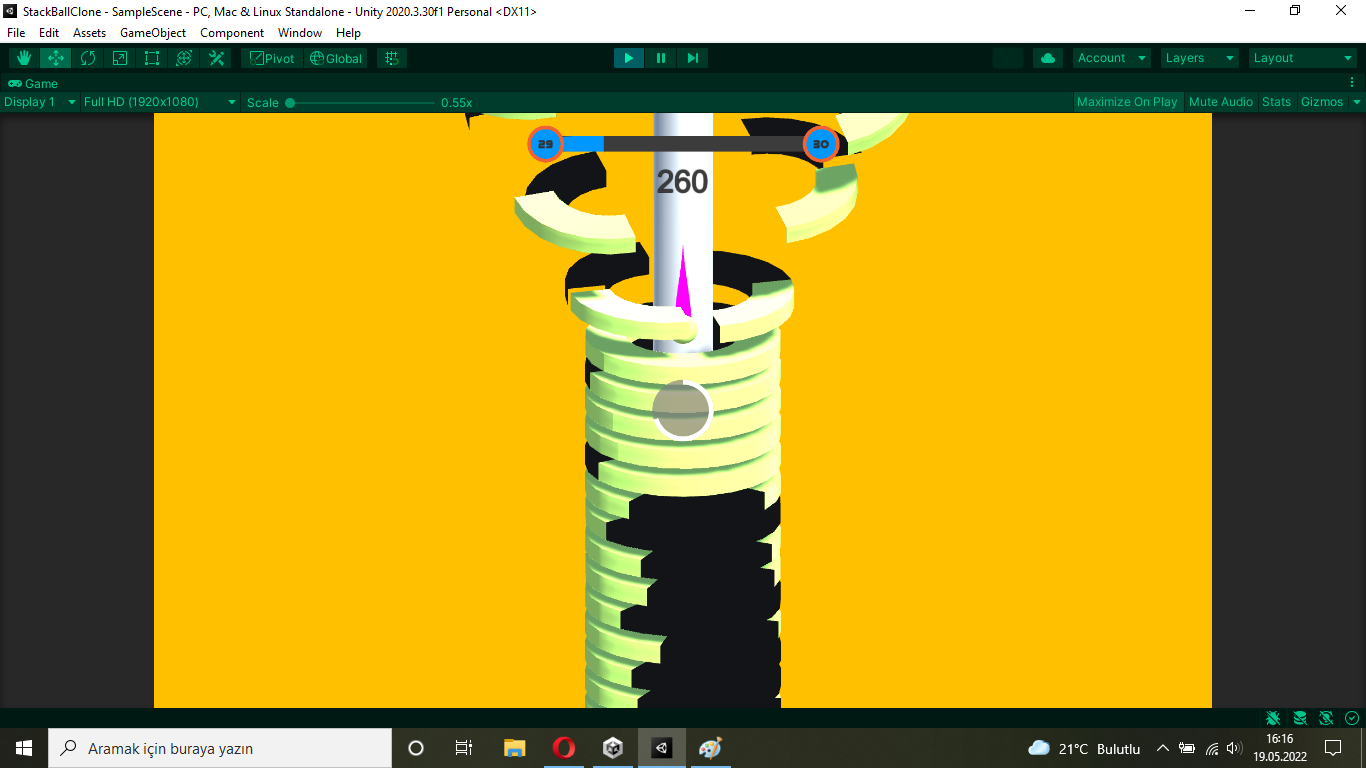 StackBallClone - SampleScene - PC, Mac & Linux Standalone - Unity 2020.3.30f1 Personal <DX11>
File Edit Assets GameObject Component Window Help
Pivot Global Account Layers Layout
Game
Display 1 Full HD (1920x1080) Scale 0.55x Maximize On Play Mute Audio Stats Gizmos
29 30
260
Aramak için buraya yazın 21°C Bulutlu
16:16
19.05.2022